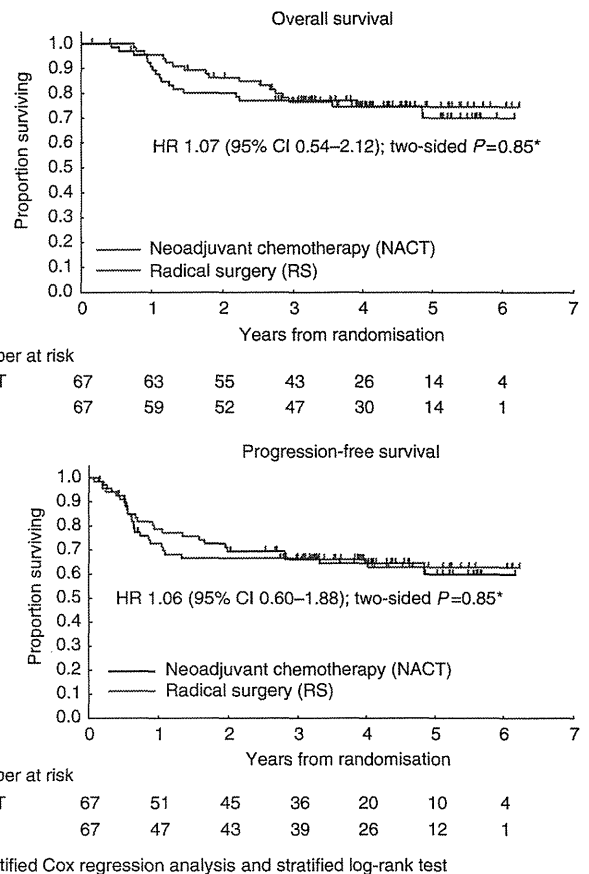 Overall survival
1.0
0.9
0.8
0.7
0.6
0.5
0.4
0.3
0.2
0.1
0.0
Proportion surviving
HR 1.07 (95% CI 0.54–2.12); two-sided P=0.85*
Neoadjuvant chemotherapy (NACT)
Radical surgery (RS)
0 1 2 3 4 5 6 7
Years from randomisation
per at risk
T 67 63 55 43 26 14 4
67 59 52 47 30 14 1
Progression-free survival
1.0
0.9
0.8
0.7
0.6
0.5
0.4
0.3
0.2
0.1
0.0
Proportion surviving
HR 1.06 (95% CI 0.60–1.88); two-sided P=0.85*
Neoadjuvant chemotherapy (NACT)
Radical surgery (RS)
0 1 2 3 4 5 6 7
Years from randomisation
per at risk
T 67 51 45 36 20 10 4
67 47 43 39 26 12 1
tified Cox regression analysis and stratified log-rank test